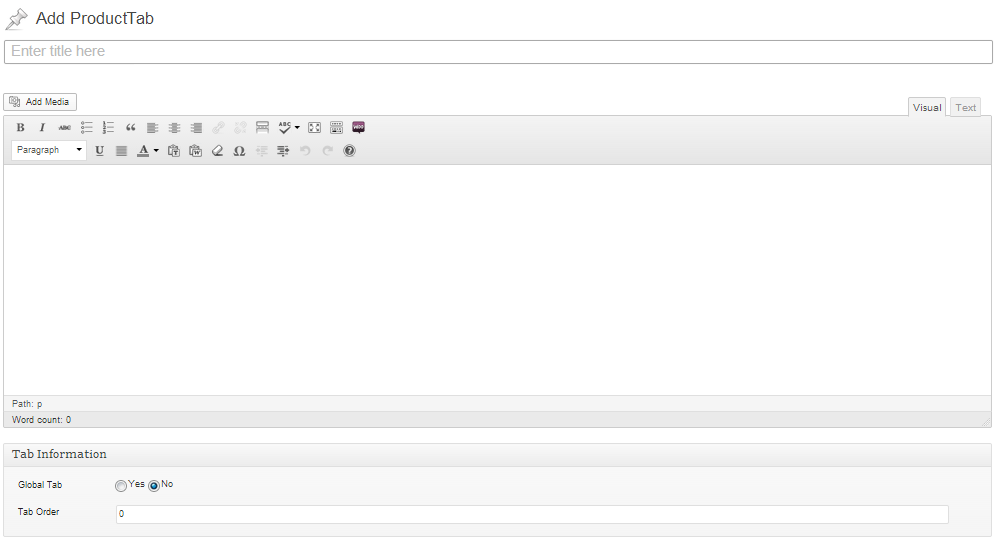 Add ProductTab
Enter title here
Add Media
Visual Text
B I ABC ABC
Paragraph U A Ω
Path: p
Word count: 0
Tab Information
Global Tab Yes No
Tab Order 0